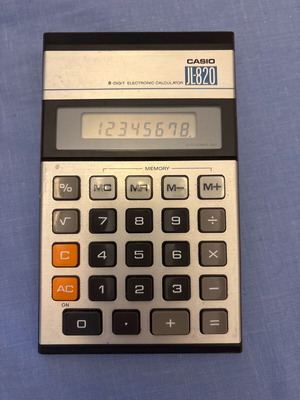 CASIO
8-DIGIT ELECTRONIC CALCULATOR JL-820
12345678.
MEMORY
% MC MR M− M+
√ 7 8 9 ÷
C 4 5 6 ×
AC 1 2 3 −
ON
0 · + =